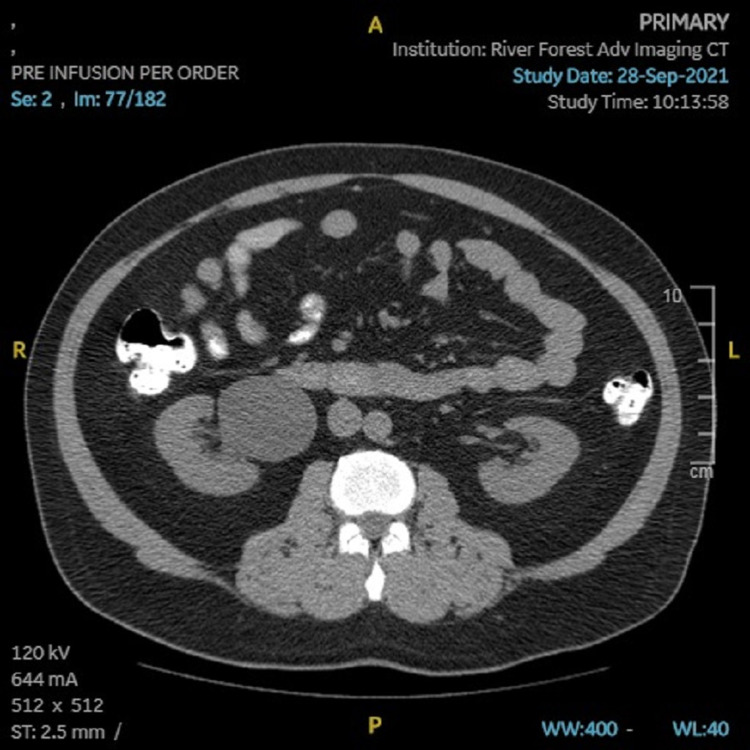 ,
,
PRE INFUSION PER ORDER
Se: 2 , Im: 77/182
A
PRIMARY
Institution: River Forest Adv Imaging CT
Study Date: 28-Sep-2021
Study Time: 10:13:58
10
R
L
cm
120 kV
644 mA
512 x 512
ST: 2.5 mm /
P
WW:400 - WL:40